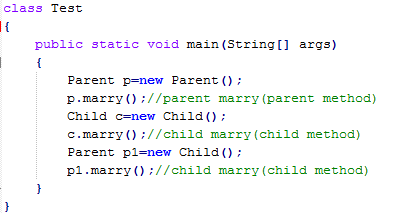 class Test
{
    public static void main(String[] args)
    {
        Parent p=new Parent();
        p.marry();//parent marry(parent method)
        Child c=new Child();
        c.marry();//child marry(child method)
        Parent p1=new Child();
        p1.marry();//child marry(child method)
    }
}